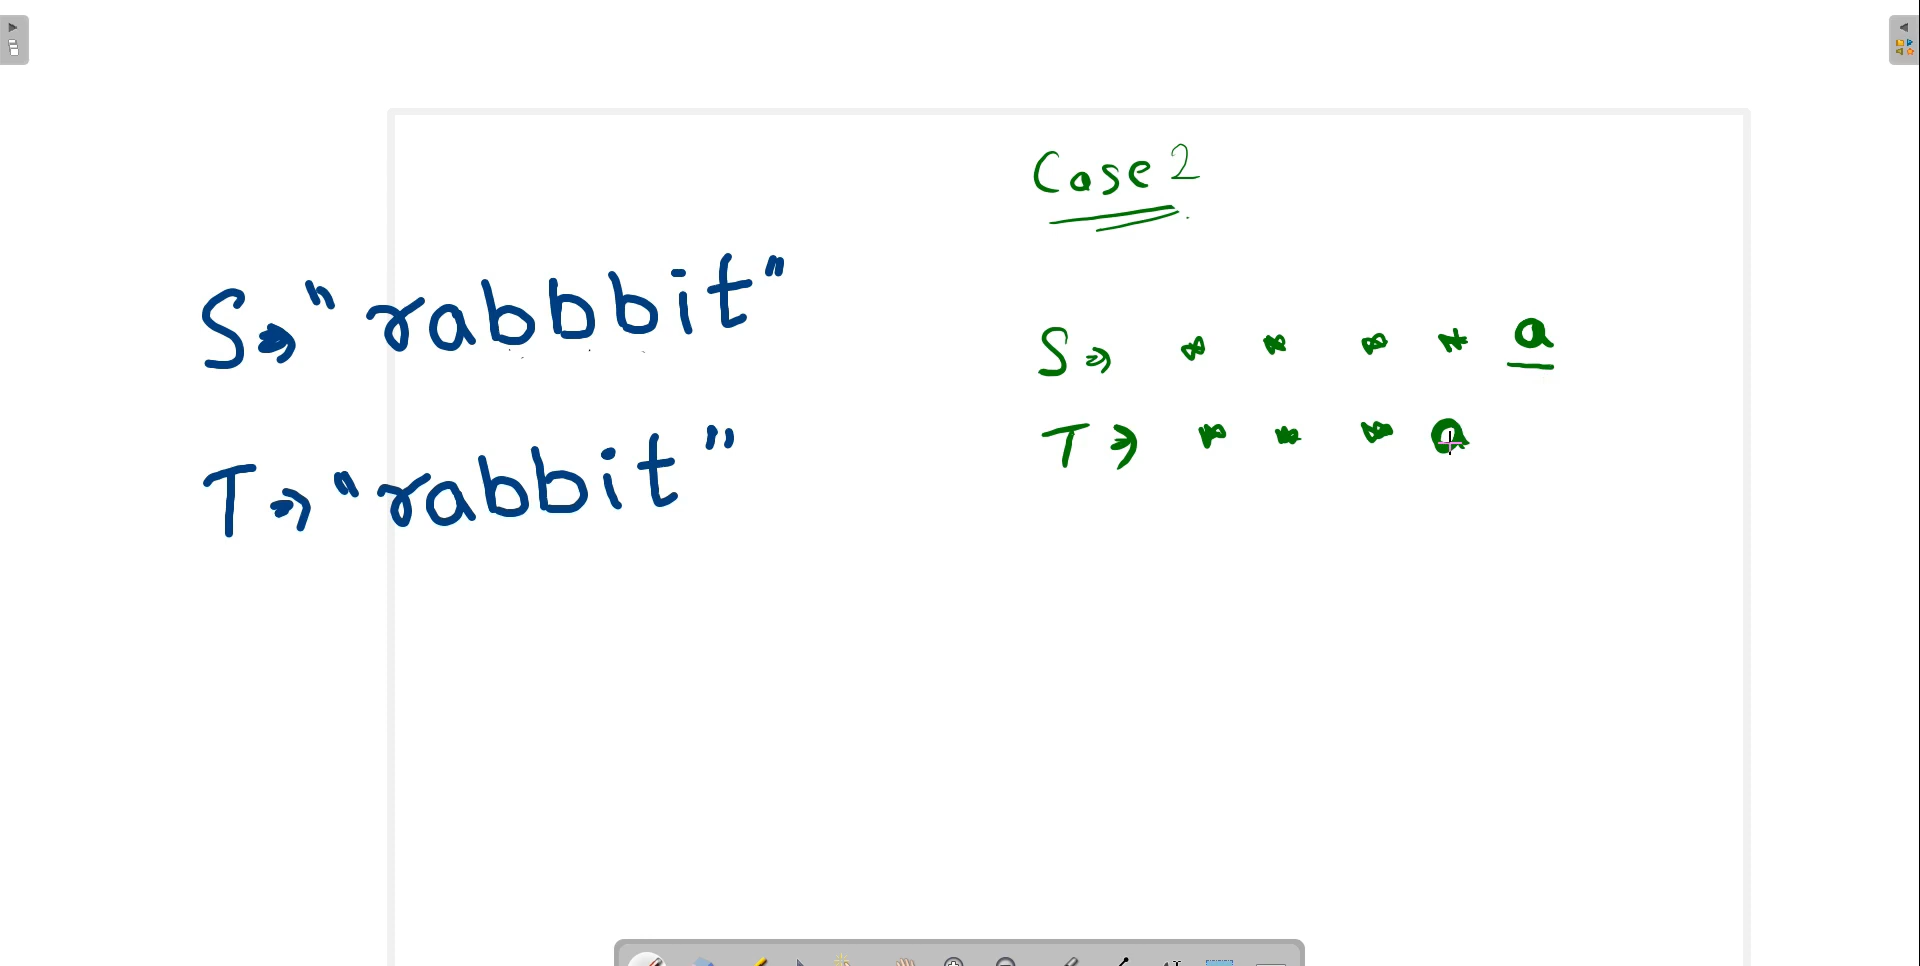 S⇒ "rabbbit"
T⇒ "rabbit"
Case 2
S⇒ * * * * a
T⇒ * * * a